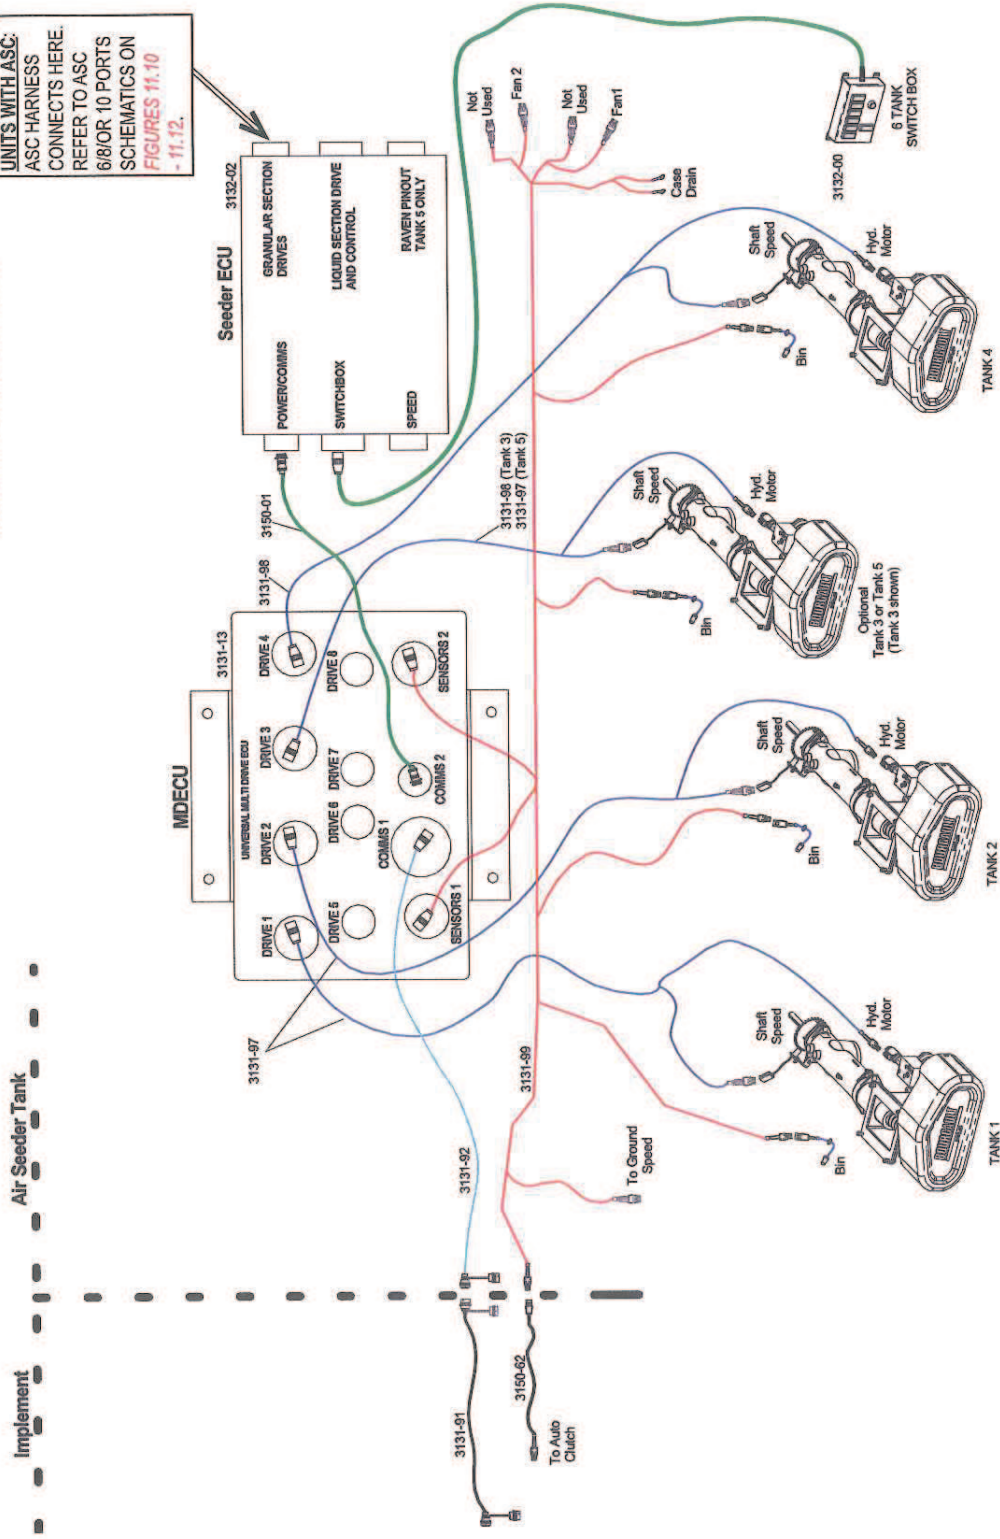 UNITS WITH ASC:
ASC HARNESS
CONNECTS HERE.
REFER TO ASC
6/8/OR 10 PORTS
SCHEMATICS ON
FIGURES 11.10
- 11.12.
Seeder ECU
3132-02
GRANULAR SECTION
DRIVES
LIQUID SECTION DRIVE
AND CONTROL
RAVEN PINOUT
TANK 5 ONLY
POWER/COMMS
SWITCHBOX
SPEED
3150-01
3131-98
Not
Used
Fan 2
Not
Used
Fan1
Case
Drain
3132-00
6 TANK
SWITCH BOX
MDECU
3131-13
UNIVERSAL MULTI DRIVE ECU
DRIVE 1
DRIVE 2
DRIVE 3
DRIVE 4
DRIVE 5
DRIVE 6
DRIVE 7
DRIVE 8
SENSORS 1
COMMS 1
COMMS 2
SENSORS 2
3131-98 (Tank 3)
3131-97 (Tank 5)
3131-97
3131-99
3131-92
Air Seeder Tank
Implement
3131-91
3150-62
To Auto
Clutch
To Ground
Speed
Shaft
Speed
Hyd.
Motor
Bin
BOURGAULT
TANK 1
Shaft
Speed
Hyd.
Motor
Bin
BOURGAULT
TANK 2
Shaft
Speed
Hyd.
Motor
Bin
BOURGAULT
Optional
Tank 3 or Tank 5
(Tank 3 shown)
Shaft
Speed
Hyd.
Motor
Bin
BOURGAULT
TANK 4